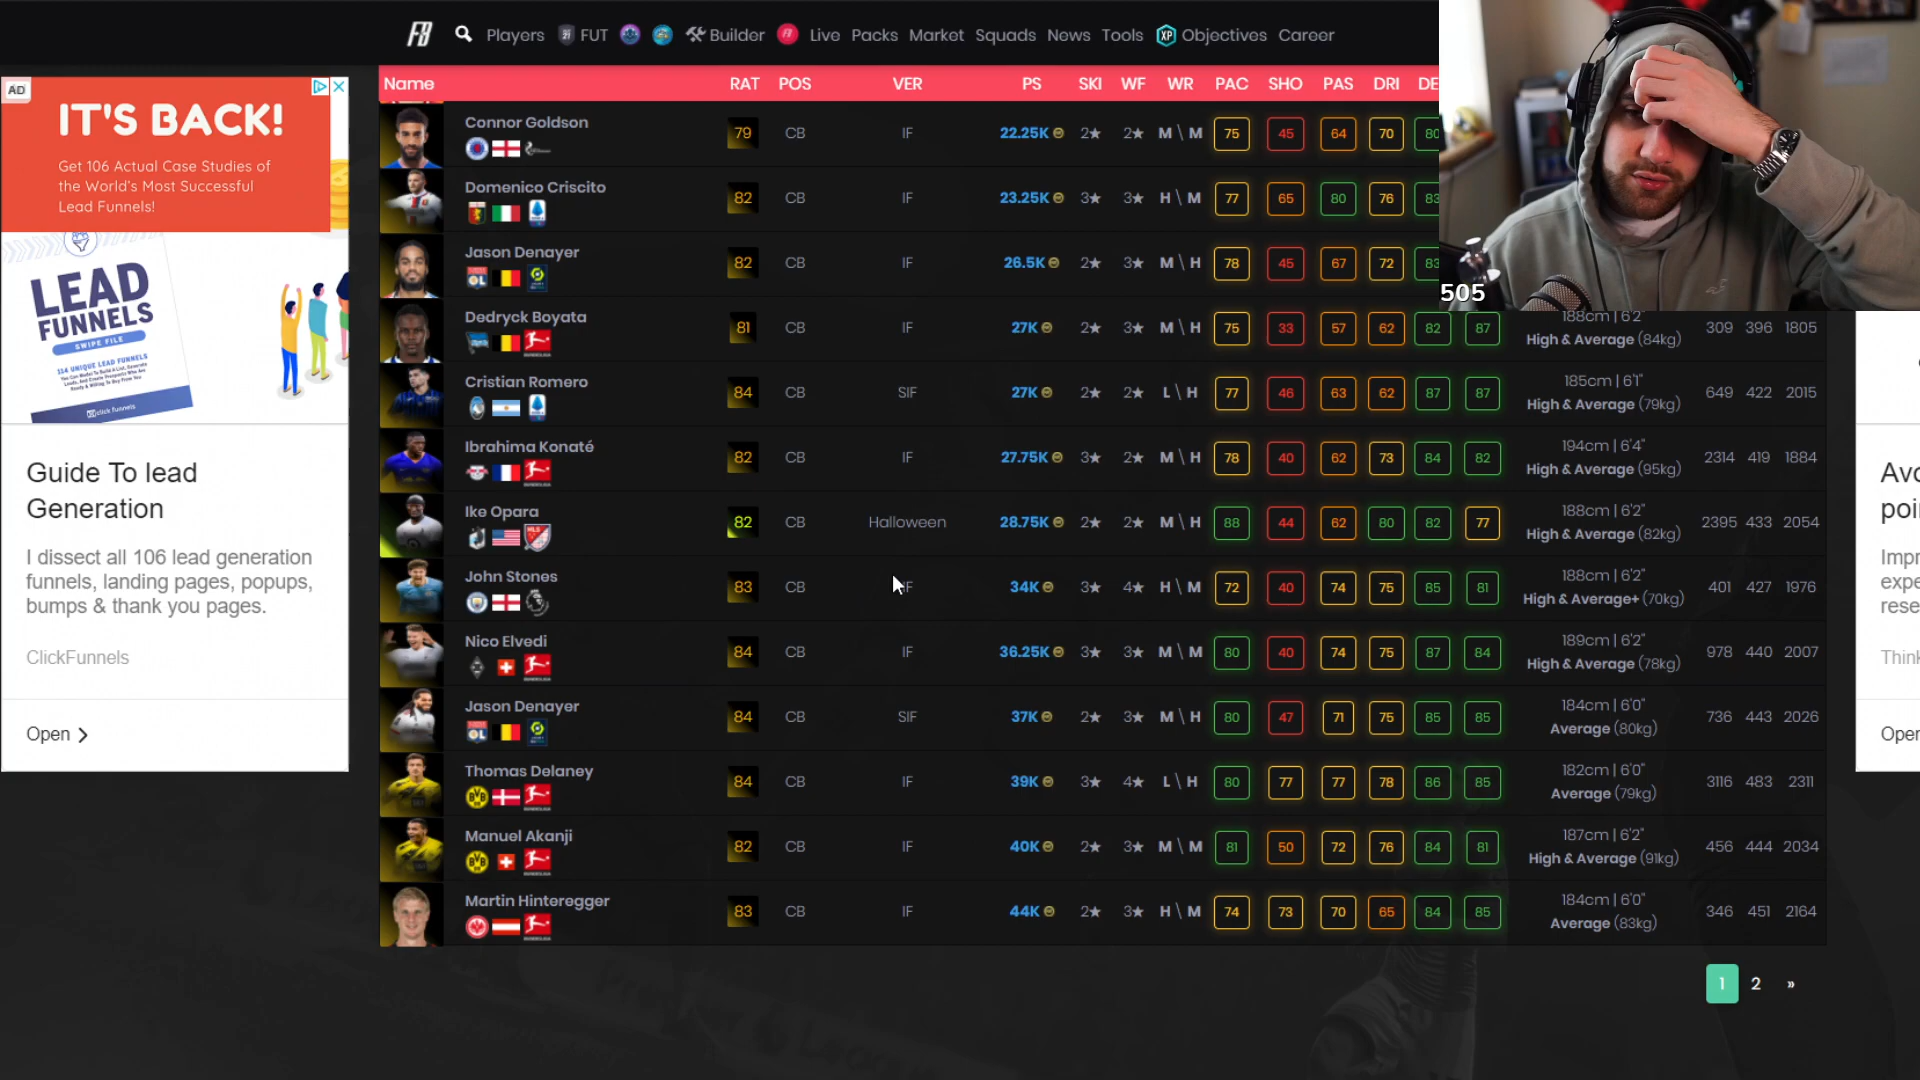 Players FUT Builder Live Packs Market Squads News Tools XP Objectives Career
Name RAT POS VER PS SKI WF WR PAC SHO PAS DRI DE
Connor Goldson
79 CB IF 22.25K 2★ 2★ M \ M 75 45 64 70 80
Domenico Criscito
82 CB IF 23.25K 3★ 3★ H \ M 77 65 80 76 83
Jason Denayer
82 CB IF 26.5K 2★ 3★ M \ H 78 45 67 72 83
505
Dedryck Boyata
81 CB IF 27K 2★ 3★ M \ H 75 33 57 62 82 87 188cm | 6'2" 309 396 1805
High & Average (84kg)
Cristian Romero
84 CB SIF 27K 2★ 2★ L \ H 77 46 63 62 87 87 185cm | 6'1" 649 422 2015
High & Average (79kg)
Ibrahima Konaté
82 CB IF 27.75K 3★ 2★ M \ H 78 40 62 73 84 82 194cm | 6'4" 2314 419 1884
High & Average (95kg)
Ike Opara
82 CB Halloween 28.75K 2★ 2★ M \ H 88 44 62 80 82 77 188cm | 6'2" 2395 433 2054
High & Average (82kg)
John Stones
83 CB IF 34K 3★ 4★ H \ M 72 40 74 75 85 81 188cm | 6'2" 401 427 1976
High & Average+ (70kg)
Nico Elvedi
84 CB IF 36.25K 3★ 3★ M \ M 80 40 74 75 87 84 189cm | 6'2" 978 440 2007
High & Average (78kg)
Jason Denayer
84 CB SIF 37K 2★ 3★ M \ H 80 47 71 75 85 85 184cm | 6'0" 736 443 2026
Average (80kg)
Thomas Delaney
84 CB IF 39K 3★ 4★ L \ H 80 77 77 78 86 85 182cm | 6'0" 3116 483 2311
Average (79kg)
Manuel Akanji
82 CB IF 40K 2★ 3★ M \ M 81 50 72 76 84 81 187cm | 6'2" 456 444 2034
High & Average (91kg)
Martin Hinteregger
83 CB IF 44K 2★ 3★ H \ M 74 73 70 65 84 85 184cm | 6'0" 346 451 2164
Average (83kg)
1 2 »
AD
IT'S BACK!
Get 106 Actual Case Studies of
the World's Most Successful
Lead Funnels!
LEAD
FUNNELS
SWIPE FILE
114 UNIQUE LEAD FUNNELS
click funnels
Guide To lead
Generation
I dissect all 106 lead generation
funnels, landing pages, popups,
bumps & thank you pages.
ClickFunnels
Open
Avo
poi
Impr
expe
rese
Think
Open